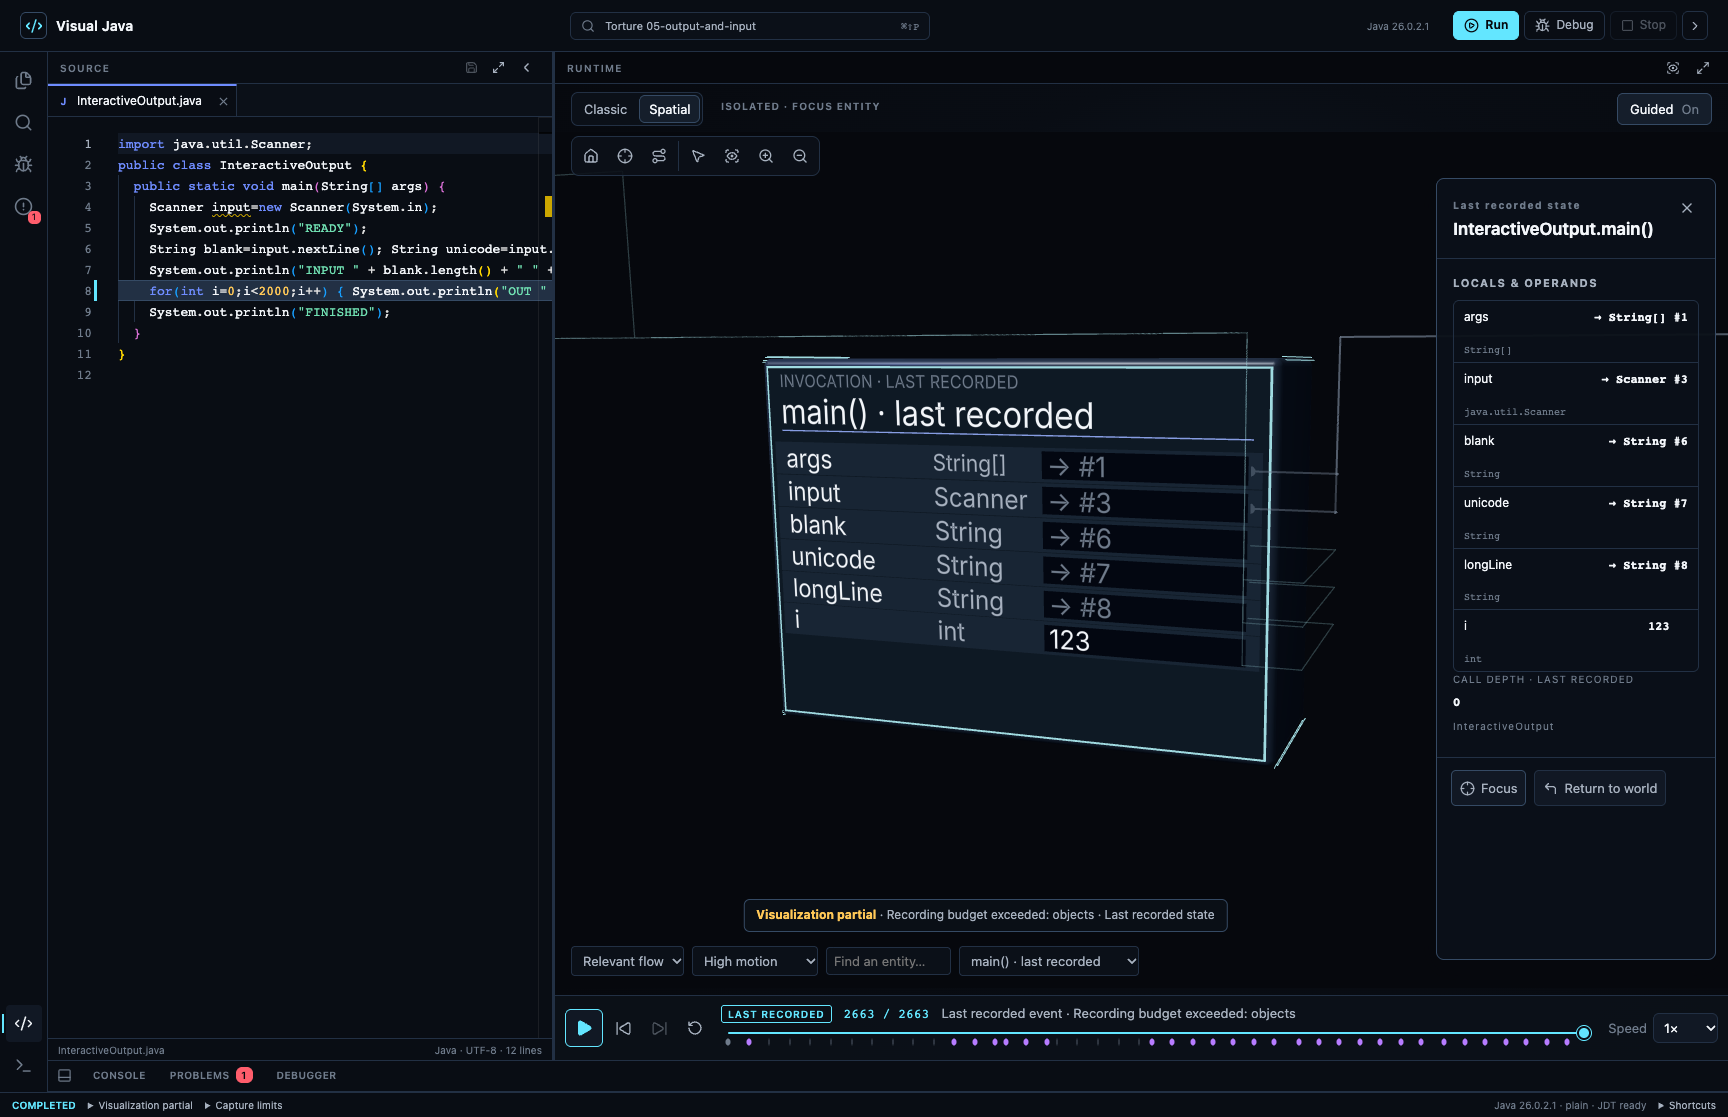 Visual Java
Torture 05-output-and-input
⌘⇧P
Java 26.0.2.1
Run
Debug
Stop
SOURCE
RUNTIME
J InteractiveOutput.java
Classic
Spatial
ISOLATED · FOCUS ENTITY
Guided On
1 import java.util.Scanner;
2 public class InteractiveOutput {
3 public static void main(String[] args) {
4 Scanner input=new Scanner(System.in);
5 System.out.println("READY");
6 String blank=input.nextLine(); String unicode=input.
7 System.out.println("INPUT " + blank.length() + " " +
8 for(int i=0;i<2000;i++) { System.out.println("OUT "
9 System.out.println("FINISHED");
10 }
11 }
12
INVOCATION · LAST RECORDED
main() · last recorded
args String[] → #1
input Scanner → #3
blank String → #6
unicode String → #7
longLine String → #8
i int 123
Last recorded state
InteractiveOutput.main()
LOCALS & OPERANDS
args → String[] #1
String[]
input → Scanner #3
java.util.Scanner
blank → String #6
String
unicode → String #7
String
longLine → String #8
String
i 123
int
CALL DEPTH · LAST RECORDED
0
InteractiveOutput
Focus
Return to world
Visualization partial · Recording budget exceeded: objects · Last recorded state
Relevant flow
High motion
Find an entity...
main() · last recorded
LAST RECORDED 2663 / 2663 Last recorded event · Recording budget exceeded: objects
Speed 1×
InteractiveOutput.java
Java · UTF-8 · 12 lines
CONSOLE
PROBLEMS 1
DEBUGGER
COMPLETED
Visualization partial
Capture limits
Java 26.0.2.1 · plain · JDT ready
Shortcuts
1